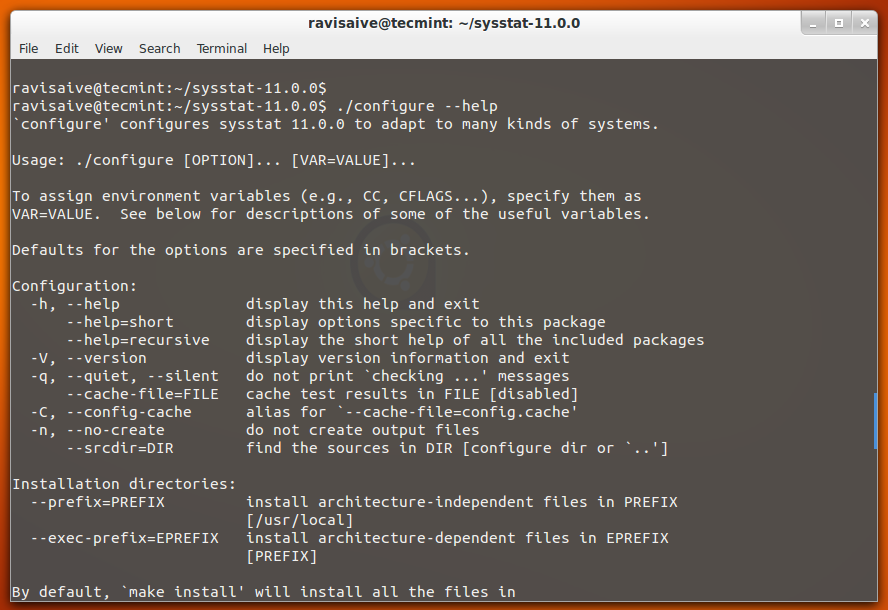 ravisaive@tecmint: ~/sysstat-11.0.0
File Edit View Search Terminal Help
ravisaive@tecmint:~/sysstat-11.0.0$
ravisaive@tecmint:~/sysstat-11.0.0$ ./configure --help
`configure' configures sysstat 11.0.0 to adapt to many kinds of systems.
Usage: ./configure [OPTION]... [VAR=VALUE]...
To assign environment variables (e.g., CC, CFLAGS...), specify them as
VAR=VALUE.  See below for descriptions of some of the useful variables.
Defaults for the options are specified in brackets.
Configuration:
  -h, --help              display this help and exit
      --help=short        display options specific to this package
      --help=recursive    display the short help of all the included packages
  -V, --version           display version information and exit
  -q, --quiet, --silent   do not print `checking ...' messages
      --cache-file=FILE   cache test results in FILE [disabled]
  -C, --config-cache      alias for `--cache-file=config.cache'
  -n, --no-create         do not create output files
      --srcdir=DIR        find the sources in DIR [configure dir or `..']
Installation directories:
  --prefix=PREFIX         install architecture-independent files in PREFIX
                          [/usr/local]
  --exec-prefix=EPREFIX   install architecture-dependent files in EPREFIX
                          [PREFIX]
By default, `make install' will install all the files in